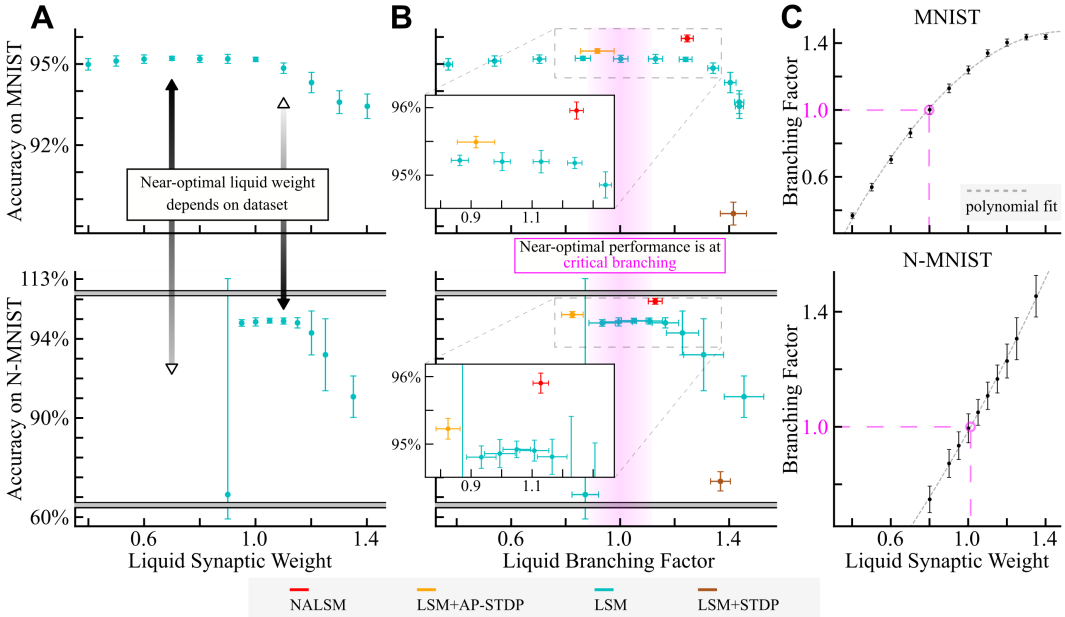 A
B
C
MNIST
Accuracy on MNIST
95%
92%
Near-optimal liquid weight
depends on dataset
96%
95%
0.9
1.1
Near-optimal performance is at
critical branching
Branching Factor
1.4
1.0
0.6
polynomial fit
N-MNIST
Accuracy on N-MNIST
113%
94%
90%
60%
0.6
1.0
1.4
Liquid Synaptic Weight
96%
95%
0.9
1.1
0.6
1.0
1.4
Liquid Branching Factor
Branching Factor
1.4
1.0
0.6
1.0
1.4
Liquid Synaptic Weight
NALSM
LSM+AP-STDP
LSM
LSM+STDP